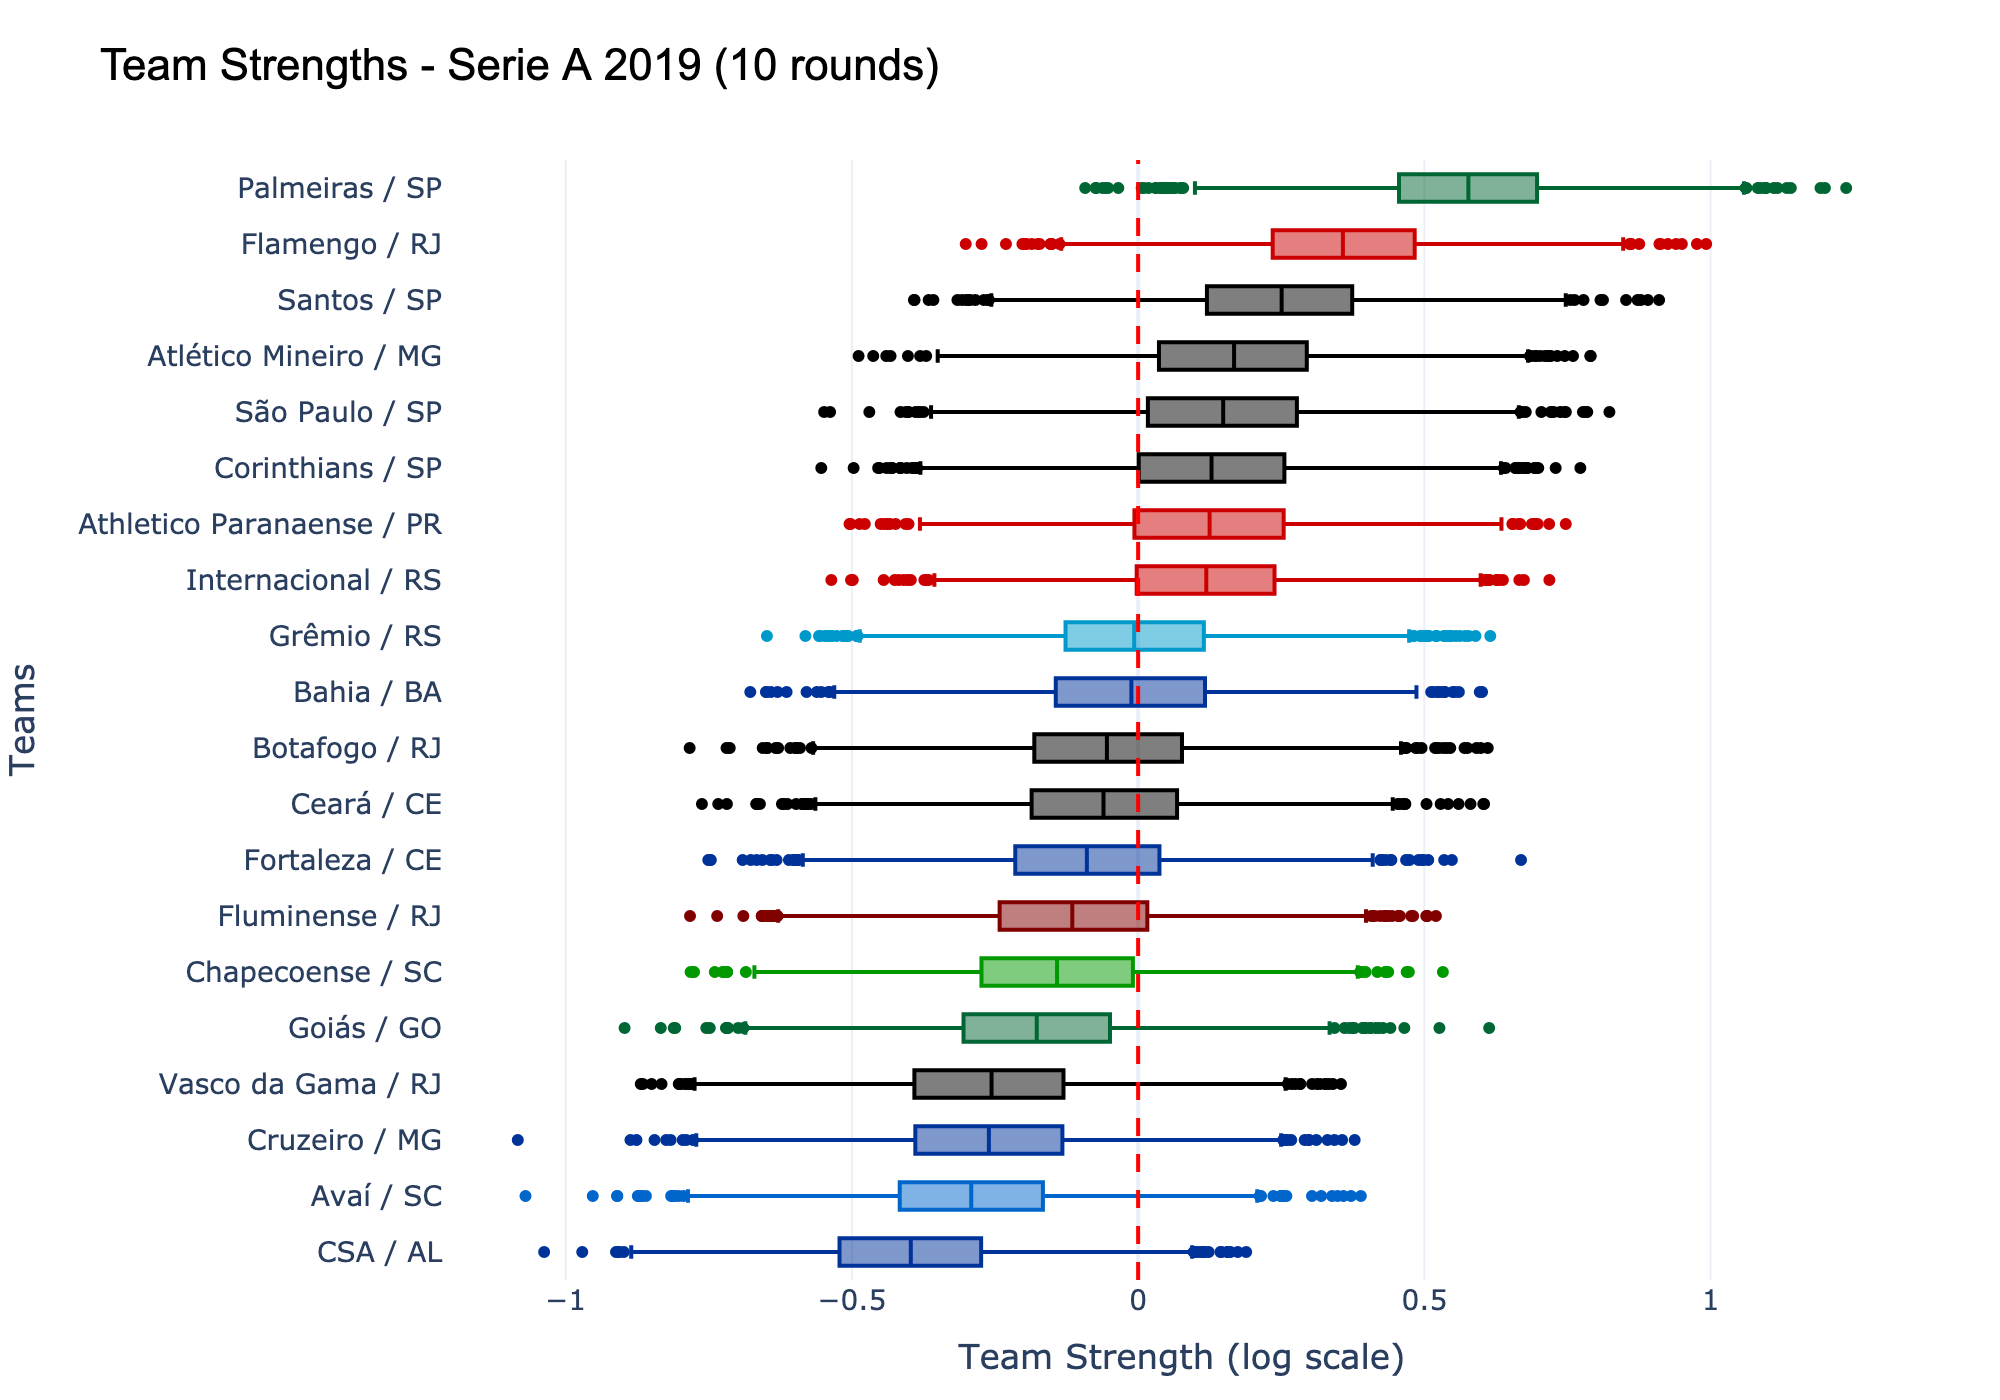 Team Strengths - Serie A 2019 (10 rounds)
Teams
Palmeiras / SP
Flamengo / RJ
Santos / SP
Atlético Mineiro / MG
São Paulo / SP
Corinthians / SP
Athletico Paranaense / PR
Internacional / RS
Grêmio / RS
Bahia / BA
Botafogo / RJ
Ceará / CE
Fortaleza / CE
Fluminense / RJ
Chapecoense / SC
Goiás / GO
Vasco da Gama / RJ
Cruzeiro / MG
Avaí / SC
CSA / AL
−1 −0.5 0 0.5 1
Team Strength (log scale)